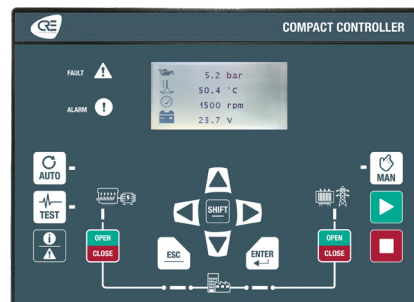 CRE
COMPACT CONTROLLER
FAULT
ALARM
5.2 bar
50.4 °C
1500 rpm
23.7 V
AUTO
MAN
TEST
SHIFT
OPEN
CLOSE
ESC
ENTER
OPEN
CLOSE